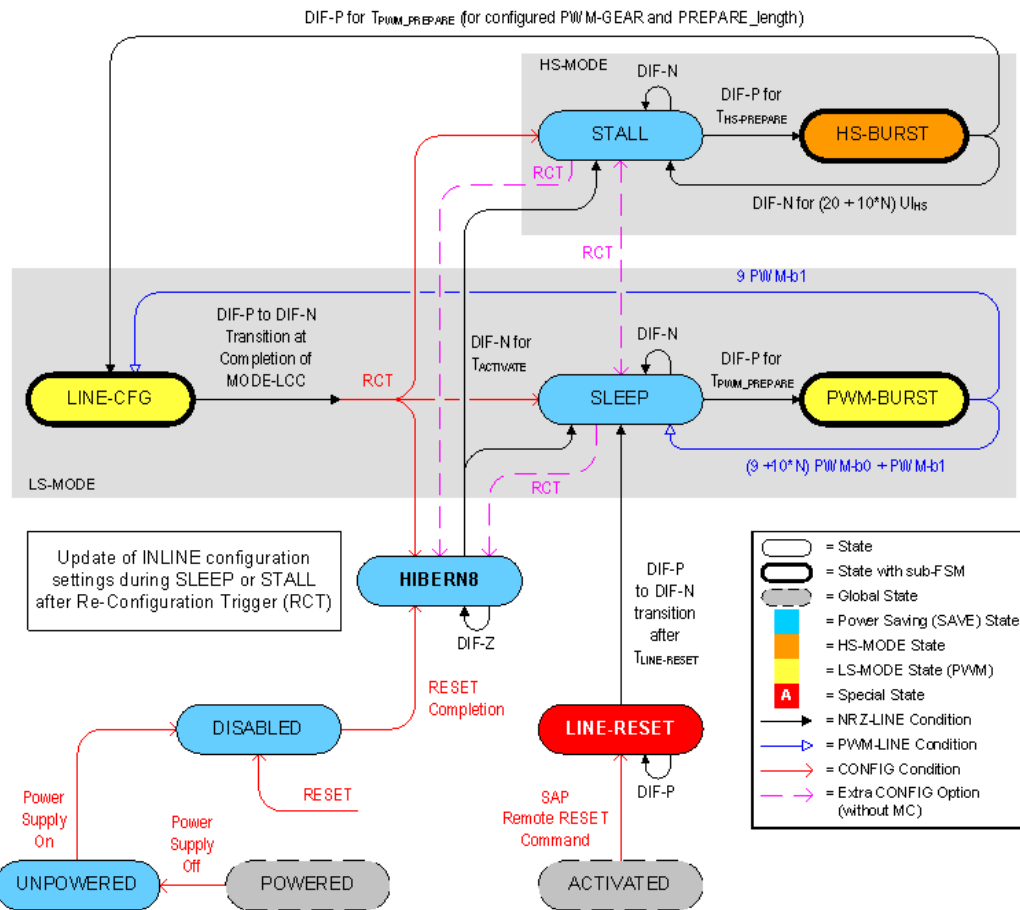 DIF-P for TPWM_PREPARE (for configured PWM-GEAR and PREPARE_length)
HS-MODE
DIF-N
DIF-P for
THS-PREPARE
STALL
HS-BURST
RCT
DIF-N for (20 + 10*N) UIHS
RCT
9 PWM-b1
DIF-P to DIF-N
Transition at
Completion of
MODE-LCC
DIF-N for
TACTIVATE
DIF-N
DIF-P for
TPWM_PREPARE
RCT
LINE-CFG
SLEEP
PWM-BURST
(9 +10*N) PWM-b0 + PWM-b1
RCT
LS-MODE
Update of INLINE configuration
settings during SLEEP or STALL
after Re-Configuration Trigger (RCT)
HIBERN8
DIF-Z
DIF-P
to DIF-N
transition
after
TLINE-RESET
= State
= State with sub-FSM
= Global State
= Power Saving (SAVE) State
= HS-MODE State
= LS-MODE State (PWM)
A = Special State
= NRZ-LINE Condition
= PWM-LINE Condition
= CONFIG Condition
= Extra CONFIG Option
(without MC)
RESET
Completion
DISABLED
LINE-RESET
DIF-P
RESET
Power
Supply
On
Power
Supply
Off
SAP
Remote RESET
Command
UNPOWERED
POWERED
ACTIVATED